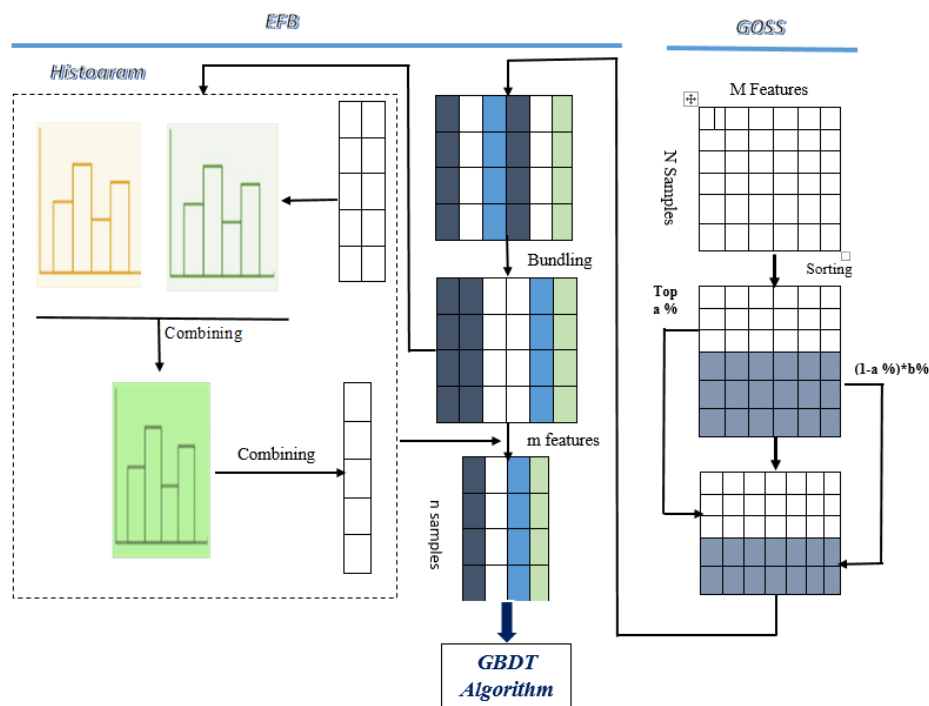 EFB
GOSS
Histoaram
M Features
N Samples
Bundling
Sorting
Top
a %
Combining
(1-a %)*b%
m features
Combining
n samples
GBDT
Algorithm